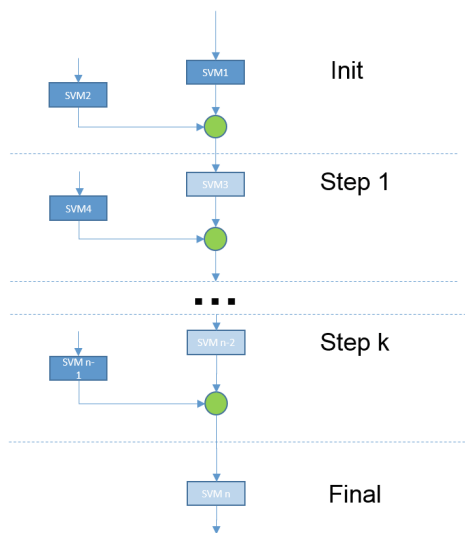 SVM1
Init
SVM2
SVM3
Step 1
SVM4
...
SVM n-2
Step k
SVM n-
1
SVM n
Final